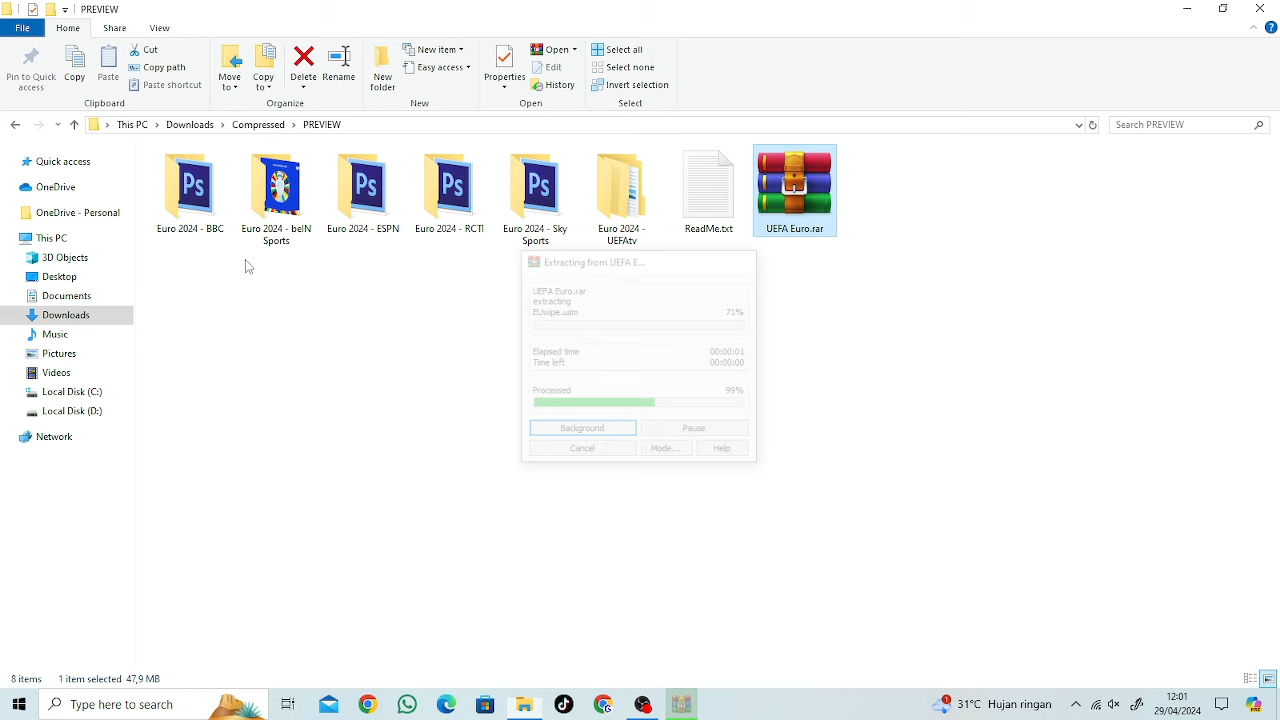 PREVIEW
File
Home
Share
View
Pin to Quick access
Copy
Paste
Cut
Copy path
Paste shortcut
Clipboard
Move to
Copy to
Delete
Rename
Organize
New folder
New item
Easy access
New
Properties
Open
Edit
History
Open
Select all
Select none
Invert selection
Select
This PC
Downloads
Compressed
PREVIEW
Search PREVIEW
Quick access
OneDrive
OneDrive - Personal
This PC
3D Objects
Desktop
Documents
Downloads
Music
Pictures
Videos
Local Disk (C:)
Local Disk (D:)
Network
Ps
Euro 2024 - BBC
Euro 2024 - beIN Sports
Ps
Euro 2024 - ESPN
Ps
Euro 2024 - RCTI
Ps
Euro 2024 - Sky Sports
Euro 2024 - UEFAtv
ReadMe.txt
UEFA Euro.rar
Extracting from UEFA E...
UEFA Euro.rar
extracting
EUwipe.usm 71%
Elapsed time 00:00:01
Time left 00:00:00
Processed 99%
Background
Pause
Cancel
Mode...
Help
8 items 1 item selected 47,9 MB
Type here to search
31°C Hujan ringan
12:01
29/04/2024